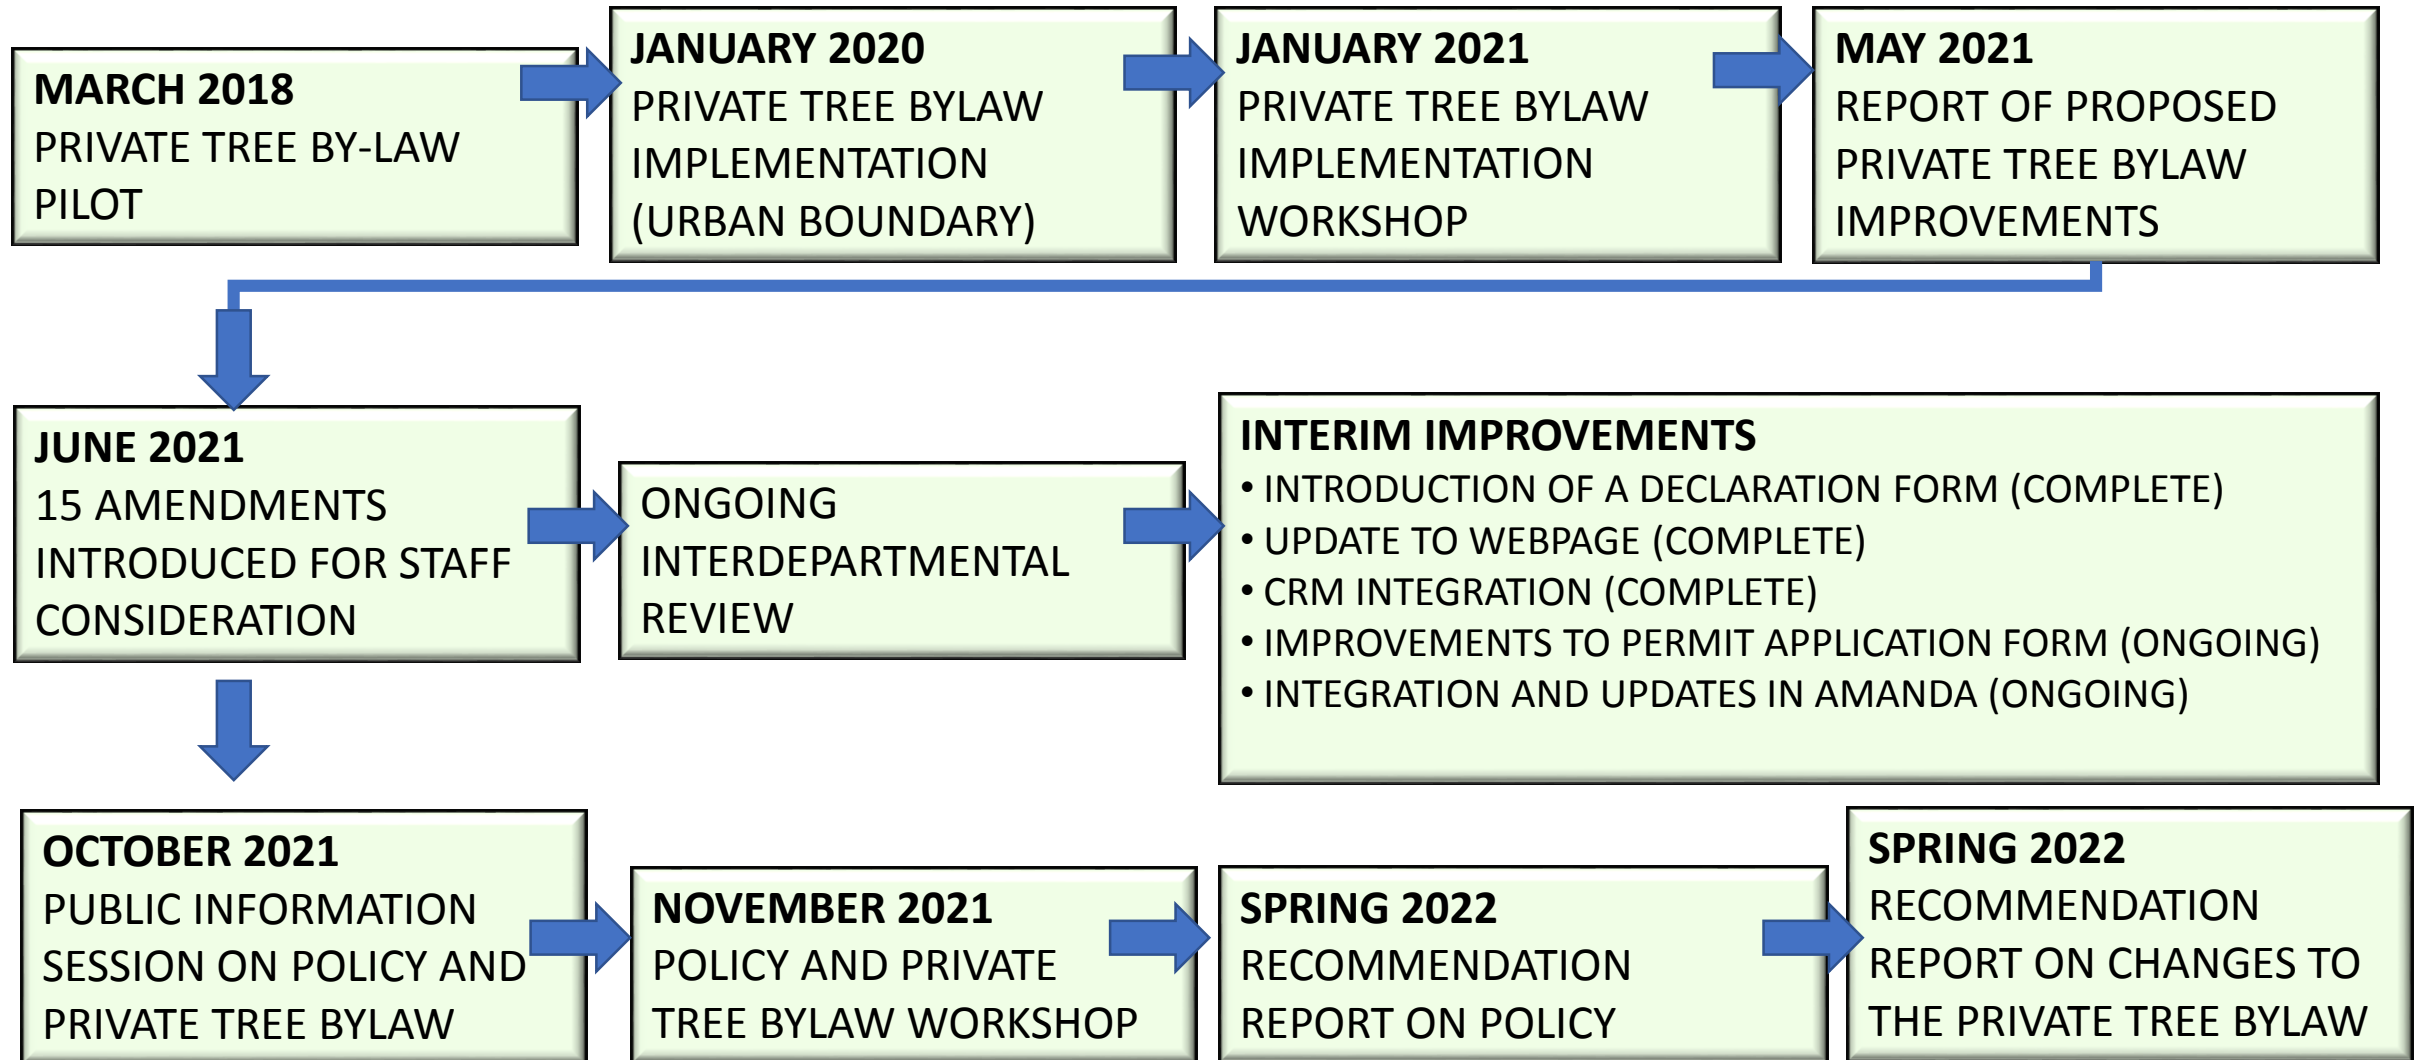 MARCH 2018
PRIVATE TREE BY-LAW
PILOT
JANUARY 2020
PRIVATE TREE BYLAW
IMPLEMENTATION
(URBAN BOUNDARY)
JANUARY 2021
PRIVATE TREE BYLAW
IMPLEMENTATION
WORKSHOP
MAY 2021
REPORT OF PROPOSED
PRIVATE TREE BYLAW
IMPROVEMENTS
JUNE 2021
15 AMENDMENTS
INTRODUCED FOR STAFF
CONSIDERATION
ONGOING
INTERDEPARTMENTAL
REVIEW
INTERIM IMPROVEMENTS
• INTRODUCTION OF A DECLARATION FORM (COMPLETE)
• UPDATE TO WEBPAGE (COMPLETE)
• CRM INTEGRATION (COMPLETE)
• IMPROVEMENTS TO PERMIT APPLICATION FORM (ONGOING)
• INTEGRATION AND UPDATES IN AMANDA (ONGOING)
OCTOBER 2021
PUBLIC INFORMATION
SESSION ON POLICY AND
PRIVATE TREE BYLAW
NOVEMBER 2021
POLICY AND PRIVATE
TREE BYLAW WORKSHOP
SPRING 2022
RECOMMENDATION
REPORT ON POLICY
SPRING 2022
RECOMMENDATION
REPORT ON CHANGES TO
THE PRIVATE TREE BYLAW